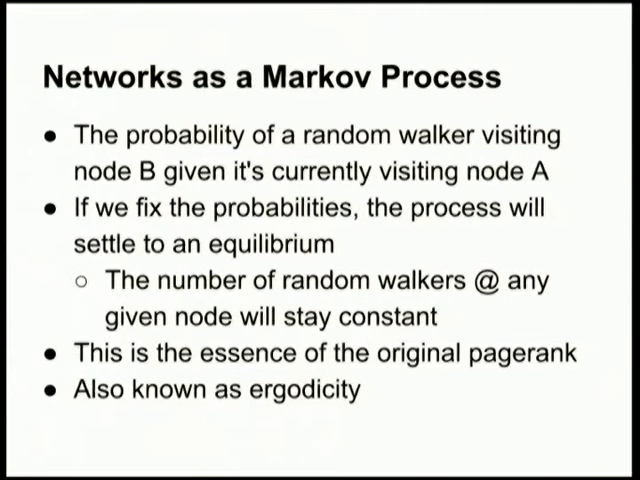 Networks as a Markov Process
● The probability of a random walker visiting
node B given it's currently visiting node A
● If we fix the probabilities, the process will
settle to an equilibrium
○ The number of random walkers @ any
given node will stay constant
● This is the essence of the original pagerank
● Also known as ergodicity